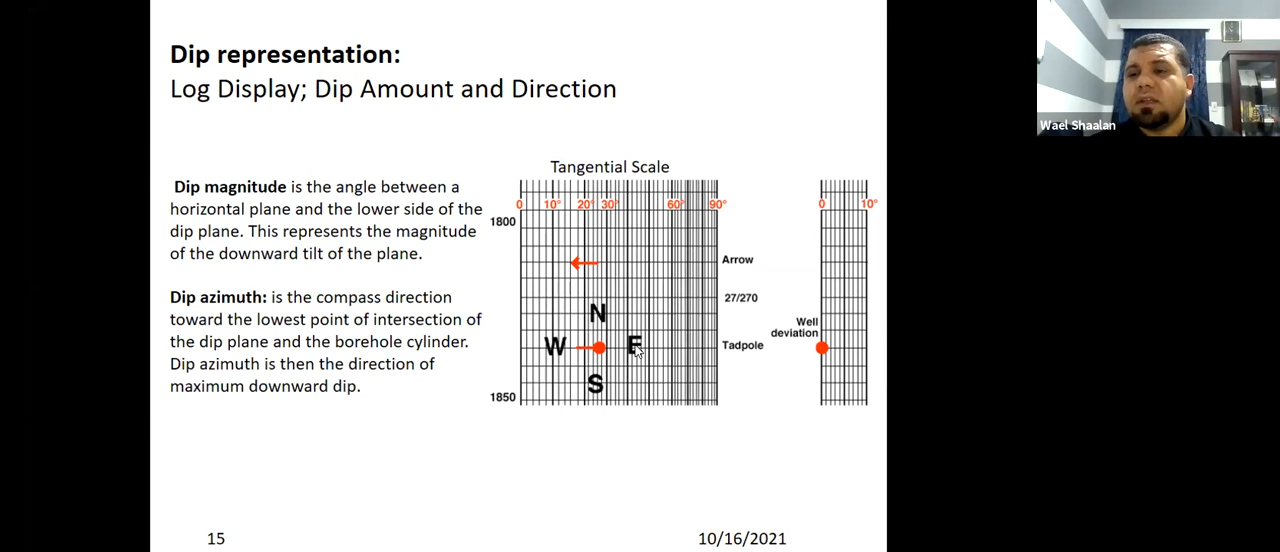 Dip representation:
Log Display; Dip Amount and Direction
Wael Shaalan
Dip magnitude is the angle between a
horizontal plane and the lower side of the
dip plane. This represents the magnitude
of the downward tilt of the plane.
Dip azimuth: is the compass direction
toward the lowest point of intersection of
the dip plane and the borehole cylinder.
Dip azimuth is then the direction of
maximum downward dip.
Tangential Scale
0 10° 20° 30° 60° 90°
1800
Arrow
27/270
N
W E
S
Tadpole
1850
0 10°
Well
deviation
15
10/16/2021